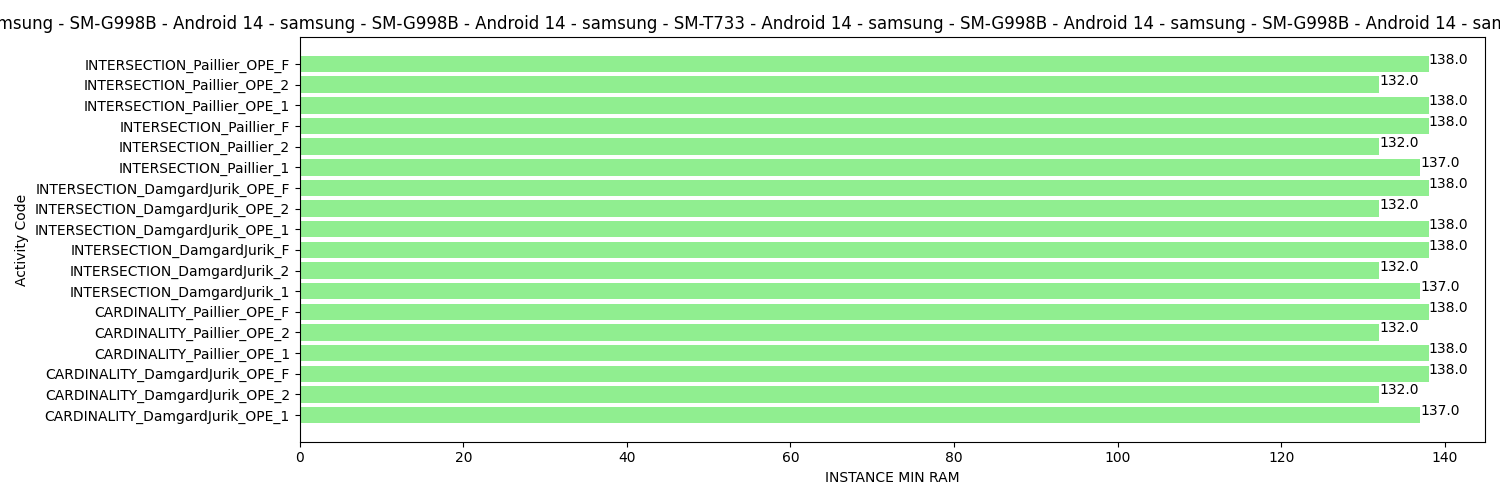 - SM-G998B - Android 14 - samsung - SM-G998B - Android 14 - samsung - SM-T733 - Android 14 - samsung - SM-G998B - Android 14 - samsung - SM-G998B - Android 14 -
INTERSECTION_Paillier_OPE_F 138.0
INTERSECTION_Paillier_OPE_2 132.0
INTERSECTION_Paillier_OPE_1 138.0
INTERSECTION_Paillier_F 138.0
INTERSECTION_Paillier_2 132.0
INTERSECTION_Paillier_1 137.0
INTERSECTION_DamgardJurik_OPE_F 138.0
INTERSECTION_DamgardJurik_OPE_2 132.0
INTERSECTION_DamgardJurik_OPE_1 138.0
INTERSECTION_DamgardJurik_F 138.0
INTERSECTION_DamgardJurik_2 132.0
INTERSECTION_DamgardJurik_1 137.0
CARDINALITY_Paillier_OPE_F 138.0
CARDINALITY_Paillier_OPE_2 132.0
CARDINALITY_Paillier_OPE_1 138.0
CARDINALITY_DamgardJurik_OPE_F 138.0
CARDINALITY_DamgardJurik_OPE_2 132.0
CARDINALITY_DamgardJurik_OPE_1 137.0
Activity Code
0 20 40 60 80 100 120 140
INSTANCE MIN RAM